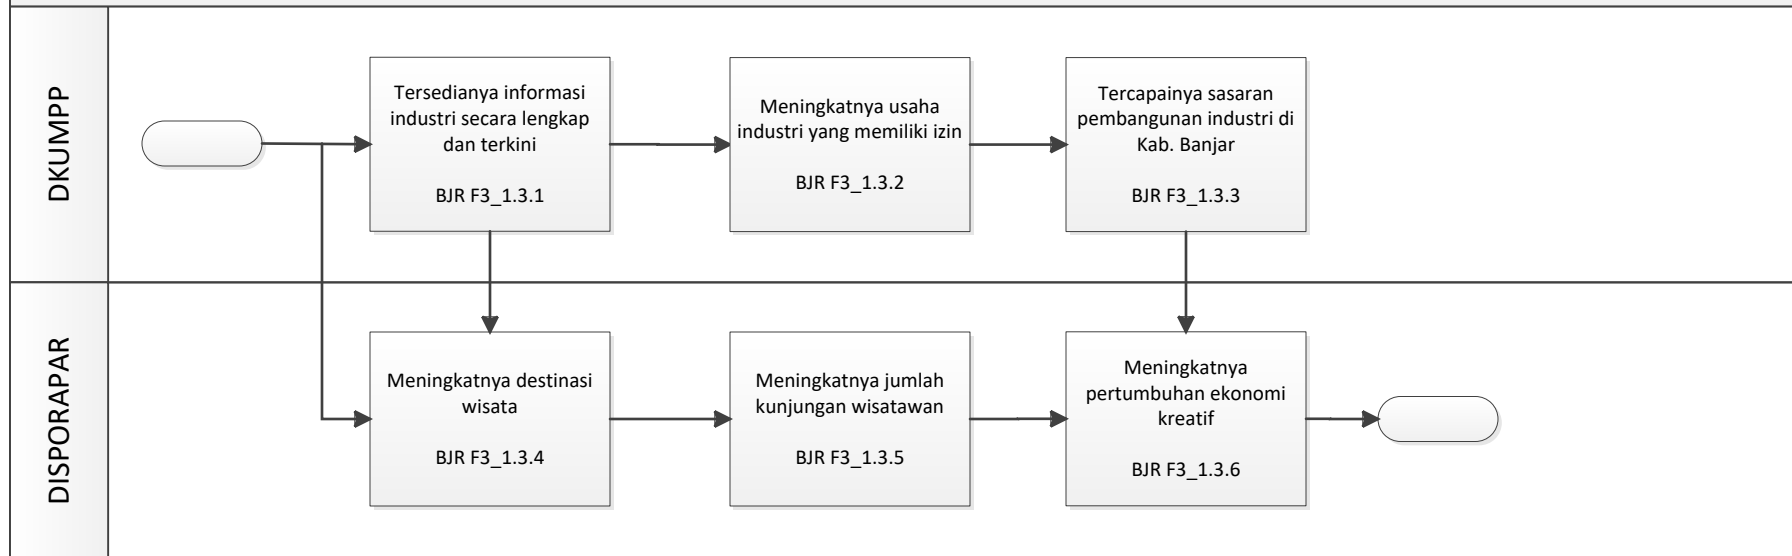 DKUMPP
Tersedianya informasi
industri secara lengkap
dan terkini
BJR F3_1.3.1
Meningkatnya usaha
industri yang memiliki izin
BJR F3_1.3.2
Tercapainya sasaran
pembangunan industri di
Kab. Banjar
BJR F3_1.3.3
DISPORAPAR
Meningkatnya destinasi
wisata
BJR F3_1.3.4
Meningkatnya jumlah
kunjungan wisatawan
BJR F3_1.3.5
Meningkatnya
pertumbuhan ekonomi
kreatif
BJR F3_1.3.6